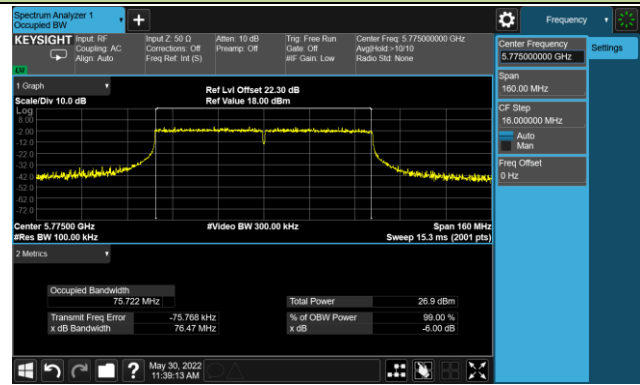 Spectrum Analyzer 1
Occupied BW
Frequency
KEYSIGHT
Input: RF
Coupling: AC
Align: Auto
Input Z: 50 Ω
Corrections: Off
Freq Ref: Int (S)
Atten: 10 dB
Preamp: Off
Trig: Free Run
Gate: Off
#IF Gain: Low
Center Freq: 5.775000000 GHz
Avg|Hold:>10/10
Radio Std: None
Center Frequency
5.775000000 GHz
Settings
Span
160.00 MHz
CF Step
16.000000 MHz
Auto
Man
Freq Offset
0 Hz
1 Graph
Scale/Div 10.0 dB
Ref Lvl Offset 22.30 dB
Ref Value 18.00 dBm
Log
8.00
-2.00
-12.0
-22.0
-32.0
-42.0
-52.0
-62.0
-72.0
Center 5.77500 GHz
#Video BW 300.00 kHz
Span 160 MHz
#Res BW 100.00 kHz
Sweep 15.3 ms (2001 pts)
2 Metrics
Occupied Bandwidth
75.722 MHz
Total Power 26.9 dBm
Transmit Freq Error -75.768 kHz
% of OBW Power 99.00 %
x dB Bandwidth 76.47 MHz
x dB -6.00 dB
?
May 30, 2022
11:39:13 AM